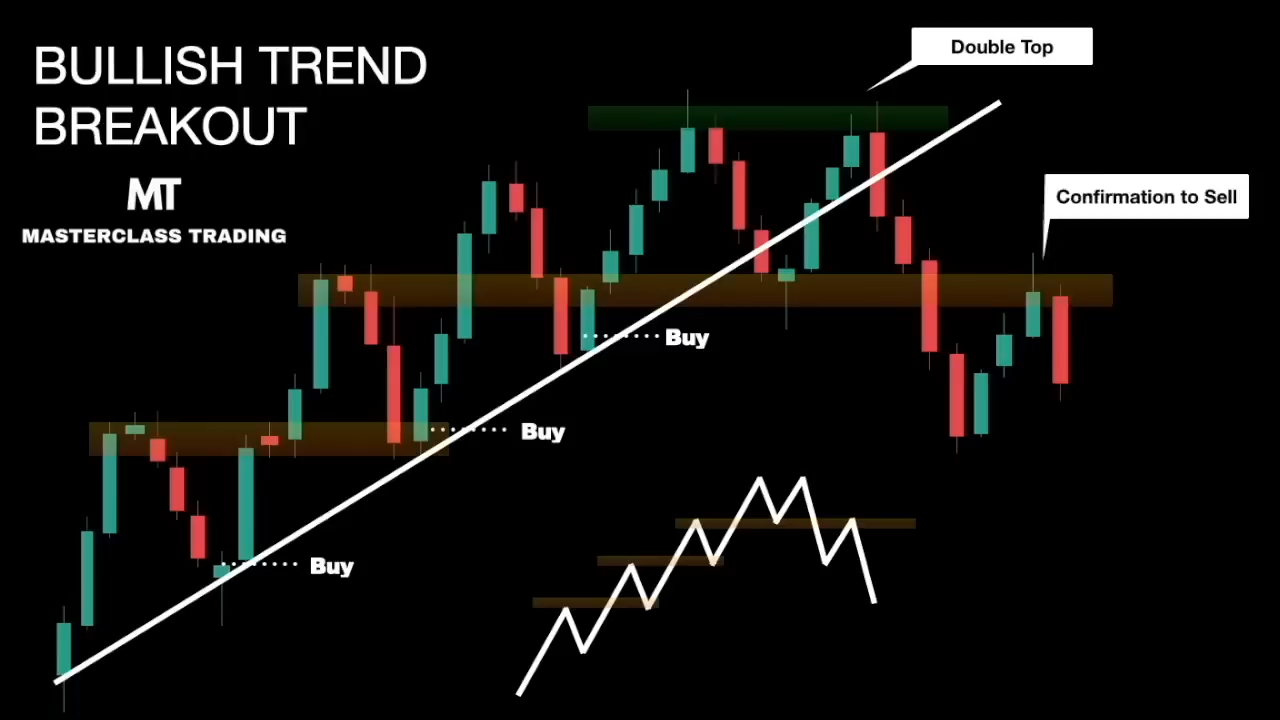 BULLISH TREND
BREAKOUT
MT
MASTERCLASS TRADING
Double Top
Confirmation to Sell
Buy
Buy
Buy